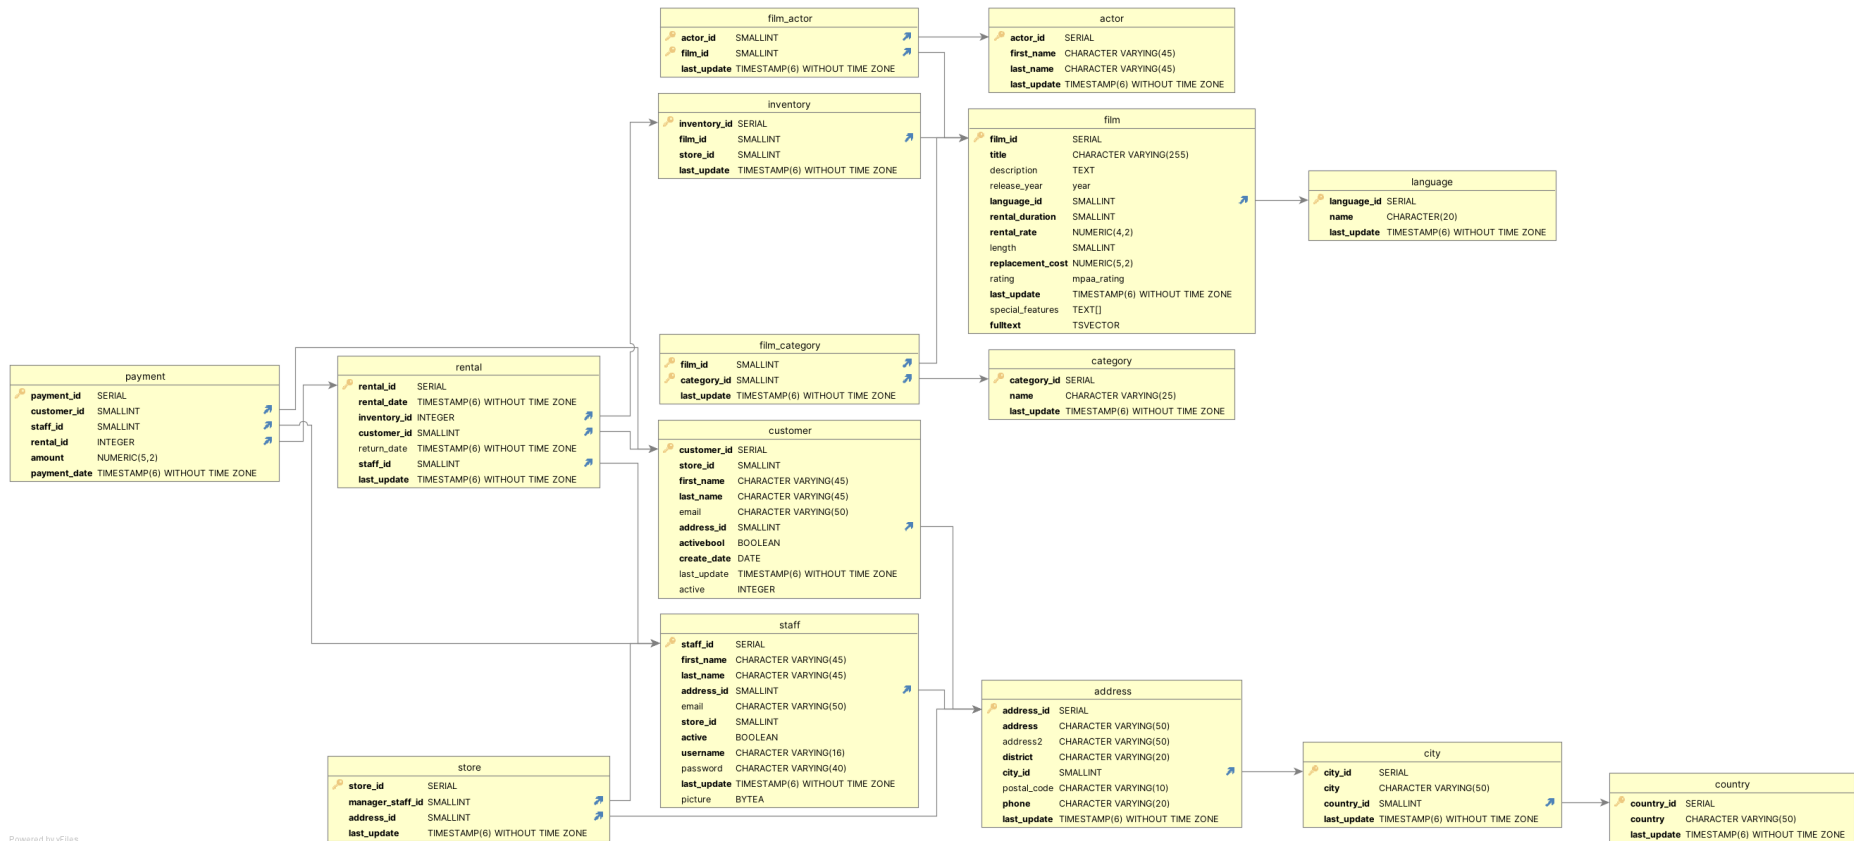 film_actor
actor_id SMALLINT
film_id SMALLINT
last_update TIMESTAMP(6) WITHOUT TIME ZONE
actor
actor_id SERIAL
first_name CHARACTER VARYING(45)
last_name CHARACTER VARYING(45)
last_update TIMESTAMP(6) WITHOUT TIME ZONE
inventory
inventory_id SERIAL
film_id SMALLINT
store_id SMALLINT
last_update TIMESTAMP(6) WITHOUT TIME ZONE
film
film_id SERIAL
title CHARACTER VARYING(255)
description TEXT
release_year year
language_id SMALLINT
rental_duration SMALLINT
rental_rate NUMERIC(4,2)
length SMALLINT
replacement_cost NUMERIC(5,2)
rating mpaa_rating
last_update TIMESTAMP(6) WITHOUT TIME ZONE
special_features TEXT[]
fulltext TSVECTOR
language
language_id SERIAL
name CHARACTER(20)
last_update TIMESTAMP(6) WITHOUT TIME ZONE
film_category
film_id SMALLINT
category_id SMALLINT
last_update TIMESTAMP(6) WITHOUT TIME ZONE
category
category_id SERIAL
name CHARACTER VARYING(25)
last_update TIMESTAMP(6) WITHOUT TIME ZONE
payment
payment_id SERIAL
customer_id SMALLINT
staff_id SMALLINT
rental_id INTEGER
amount NUMERIC(5,2)
payment_date TIMESTAMP(6) WITHOUT TIME ZONE
rental
rental_id SERIAL
rental_date TIMESTAMP(6) WITHOUT TIME ZONE
inventory_id INTEGER
customer_id SMALLINT
return_date TIMESTAMP(6) WITHOUT TIME ZONE
staff_id SMALLINT
last_update TIMESTAMP(6) WITHOUT TIME ZONE
customer
customer_id SERIAL
store_id SMALLINT
first_name CHARACTER VARYING(45)
last_name CHARACTER VARYING(45)
email CHARACTER VARYING(50)
address_id SMALLINT
activebool BOOLEAN
create_date DATE
last_update TIMESTAMP(6) WITHOUT TIME ZONE
active INTEGER
staff
staff_id SERIAL
first_name CHARACTER VARYING(45)
last_name CHARACTER VARYING(45)
address_id SMALLINT
email CHARACTER VARYING(50)
store_id SMALLINT
active BOOLEAN
username CHARACTER VARYING(16)
password CHARACTER VARYING(40)
last_update TIMESTAMP(6) WITHOUT TIME ZONE
picture BYTEA
store
store_id SERIAL
manager_staff_id SMALLINT
address_id SMALLINT
last_update TIMESTAMP(6) WITHOUT TIME ZONE
address
address_id SERIAL
address CHARACTER VARYING(50)
address2 CHARACTER VARYING(50)
district CHARACTER VARYING(20)
city_id SMALLINT
postal_code CHARACTER VARYING(10)
phone CHARACTER VARYING(20)
last_update TIMESTAMP(6) WITHOUT TIME ZONE
city
city_id SERIAL
city CHARACTER VARYING(50)
country_id SMALLINT
last_update TIMESTAMP(6) WITHOUT TIME ZONE
country
country_id SERIAL
country CHARACTER VARYING(50)
last_update TIMESTAMP(6) WITHOUT TIME ZONE
Powered by yFiles